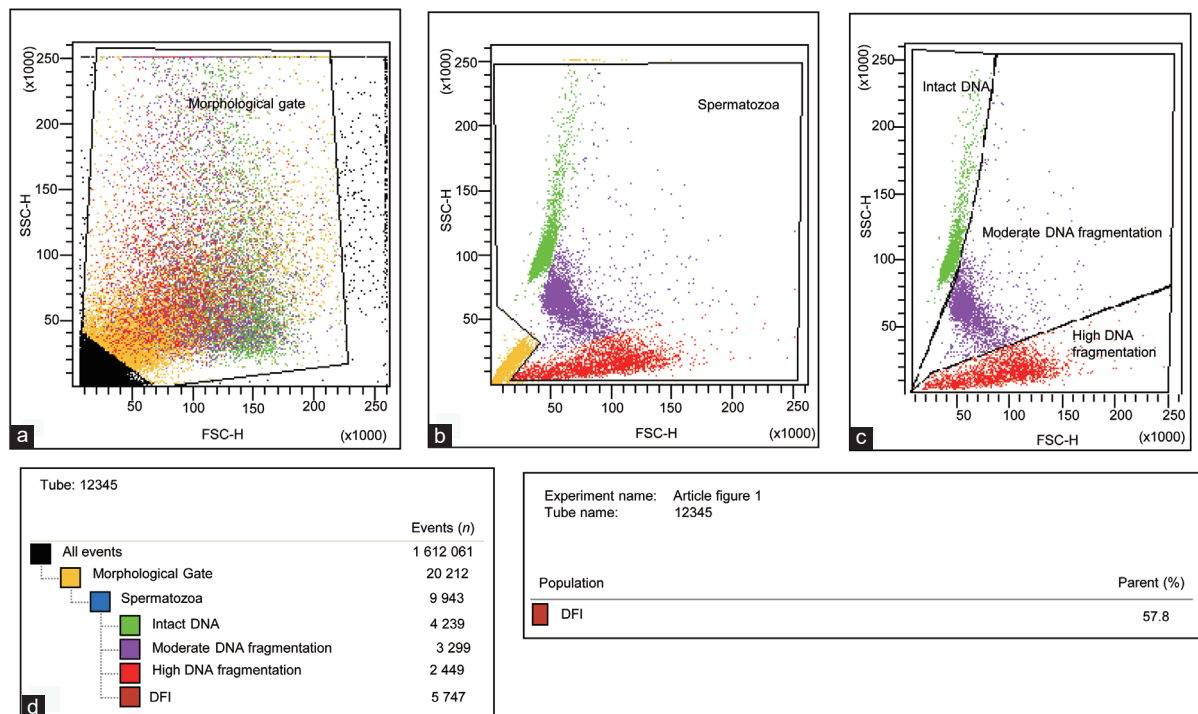 (x1000)
250
200
150
100
50
SSC-H
Morphological gate
50 100 150 200 250
FSC-H (x1000)
a
(x1000)
250
200
150
100
50
SSC-H
Spermatozoa
50 100 150 200 250
FSC-H (x1000)
b
(x1000)
250
200
150
100
50
SSC-H
Intact DNA
Moderate DNA fragmentation
High DNA
fragmentation
50 100 150 200 250
FSC-H (x1000)
c
Tube: 12345
Events (n)
All events 1 612 061
Morphological Gate 20 212
Spermatozoa 9 943
Intact DNA 4 239
Moderate DNA fragmentation 3 299
High DNA fragmentation 2 449
DFI 5 747
d
Experiment name: Article figure 1
Tube name: 12345
Population Parent (%)
DFI 57.8